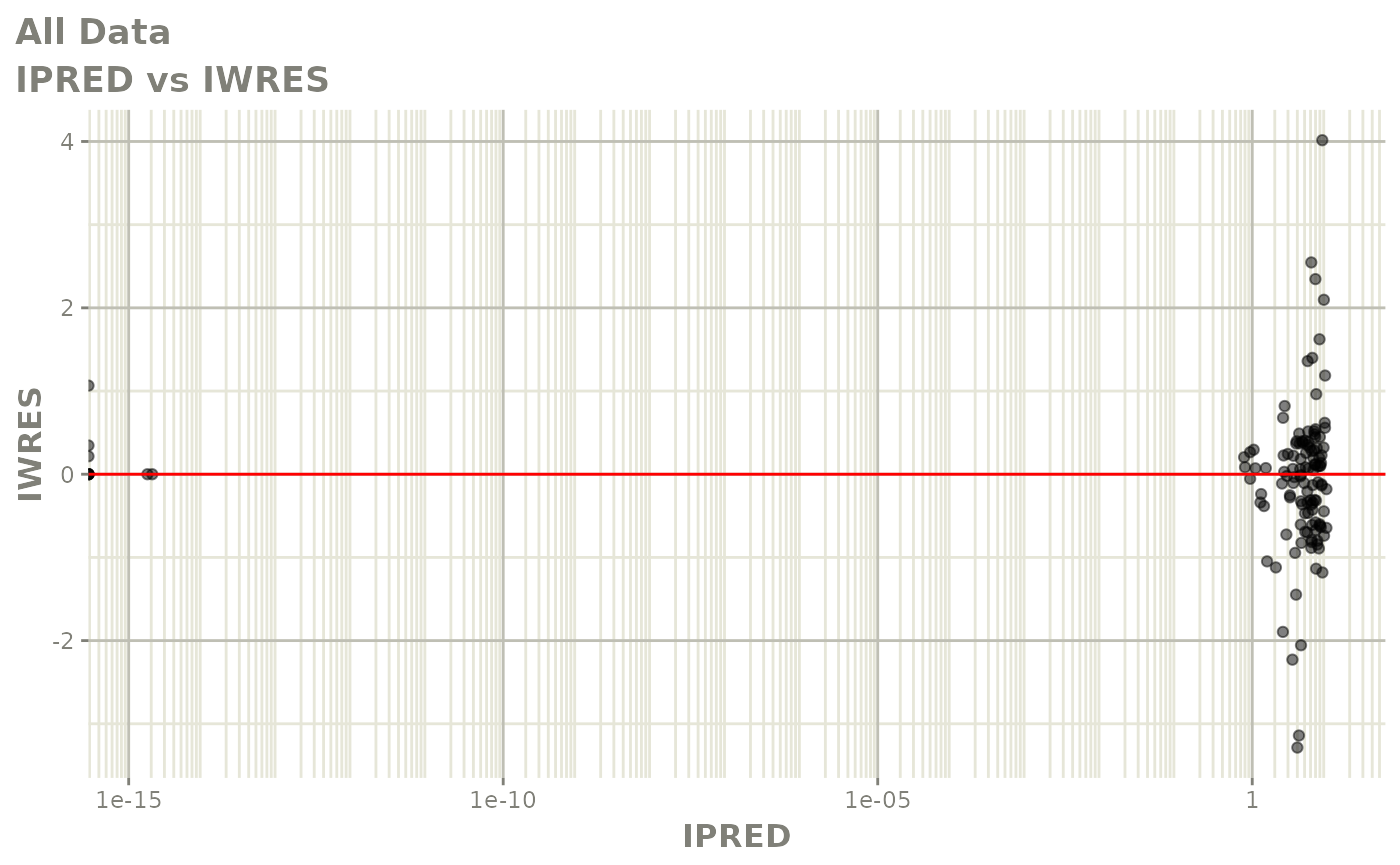 All Data
IPRED vs IWRES
4
2
0
-2
IWRES
1e-15
1e-10
1e-05
1
IPRED